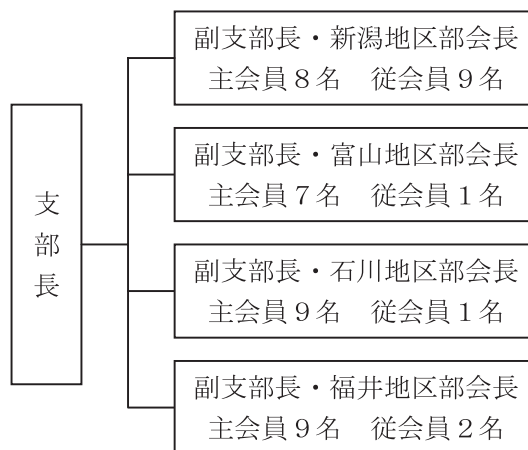 支部長
副支部長・新潟地区部会長
主会員８名　従会員９名
副支部長・富山地区部会長
主会員７名　従会員１名
副支部長・石川地区部会長
主会員９名　従会員１名
副支部長・福井地区部会長
主会員９名　従会員２名